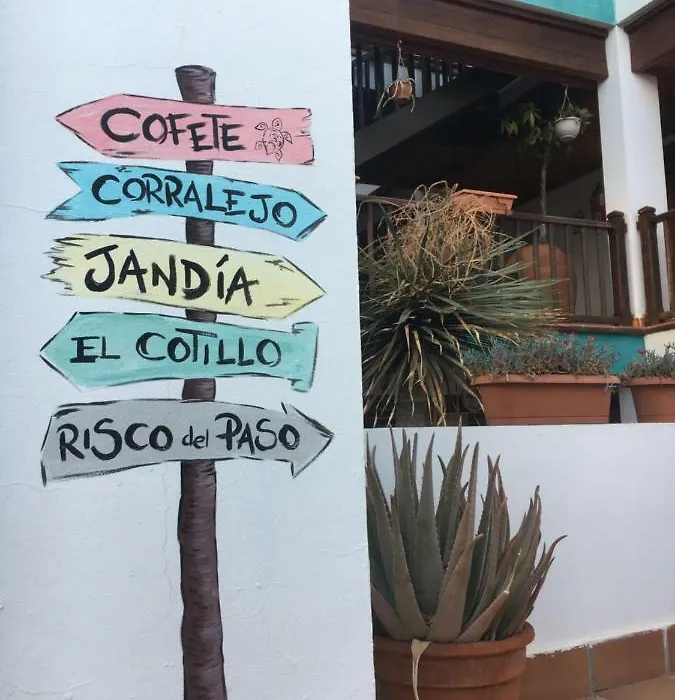 COFETE
CORRALEJO
JANDÍA
EL COTILLO
RISCO del PASO